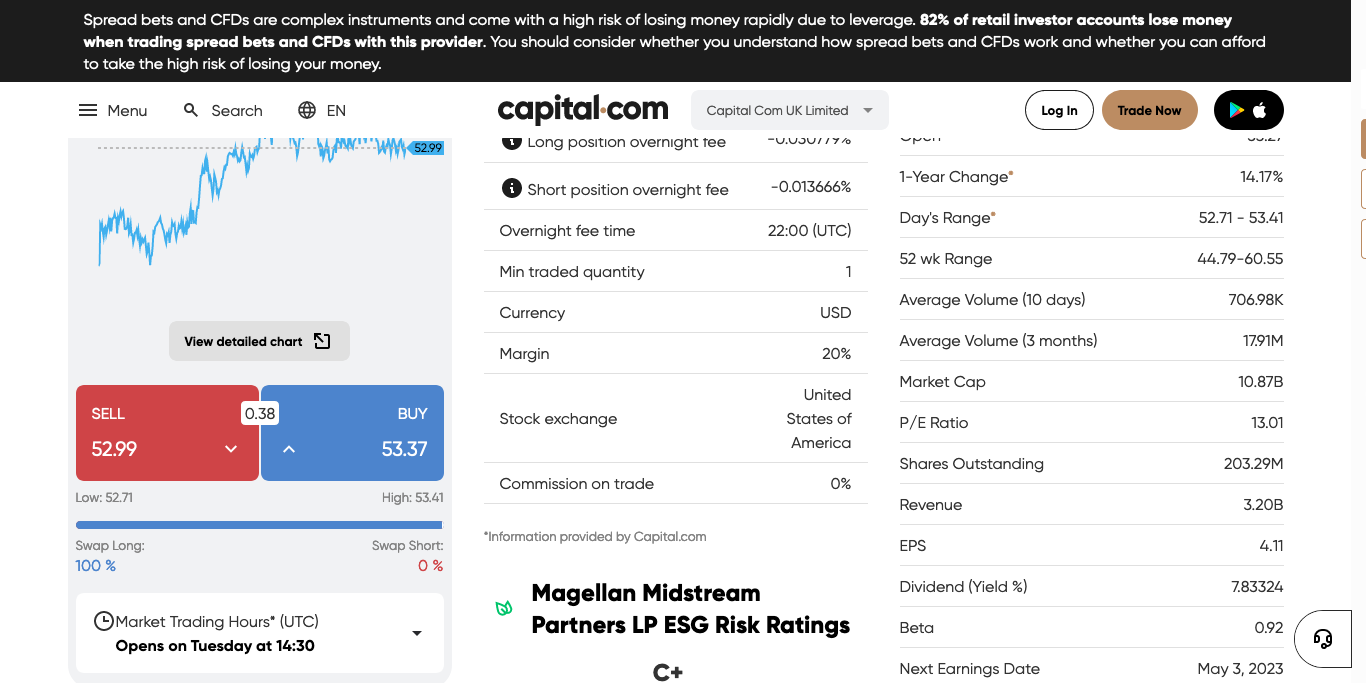 Spread bets and CFDs are complex instruments and come with a high risk of losing money rapidly due to leverage. 82% of retail investor accounts lose money
when trading spread bets and CFDs with this provider. You should consider whether you understand how spread bets and CFDs work and whether you can afford
to take the high risk of losing your money.
Menu
Search
EN
capital.com
Capital Com UK Limited
Log In
Trade Now
52.99
View detailed chart
SELL
52.99
0.38
BUY
53.37
Low: 52.71
High: 53.41
Swap Long:
Swap Short:
100 %
0 %
Market Trading Hours* (UTC)
Opens on Tuesday at 14:30
Long position overnight fee -0.030779%
Short position overnight fee -0.013666%
Overnight fee time 22:00 (UTC)
Min traded quantity 1
Currency USD
Margin 20%
Stock exchange
United
States of
America
Commission on trade 0%
*Information provided by Capital.com
Magellan Midstream
Partners LP ESG Risk Ratings
C+
Open 53.27
1-Year Change* 14.17%
Day's Range* 52.71 - 53.41
52 wk Range 44.79-60.55
Average Volume (10 days) 706.98K
Average Volume (3 months) 17.91M
Market Cap 10.87B
P/E Ratio 13.01
Shares Outstanding 203.29M
Revenue 3.20B
EPS 4.11
Dividend (Yield %) 7.83324
Beta 0.92
Next Earnings Date May 3, 2023